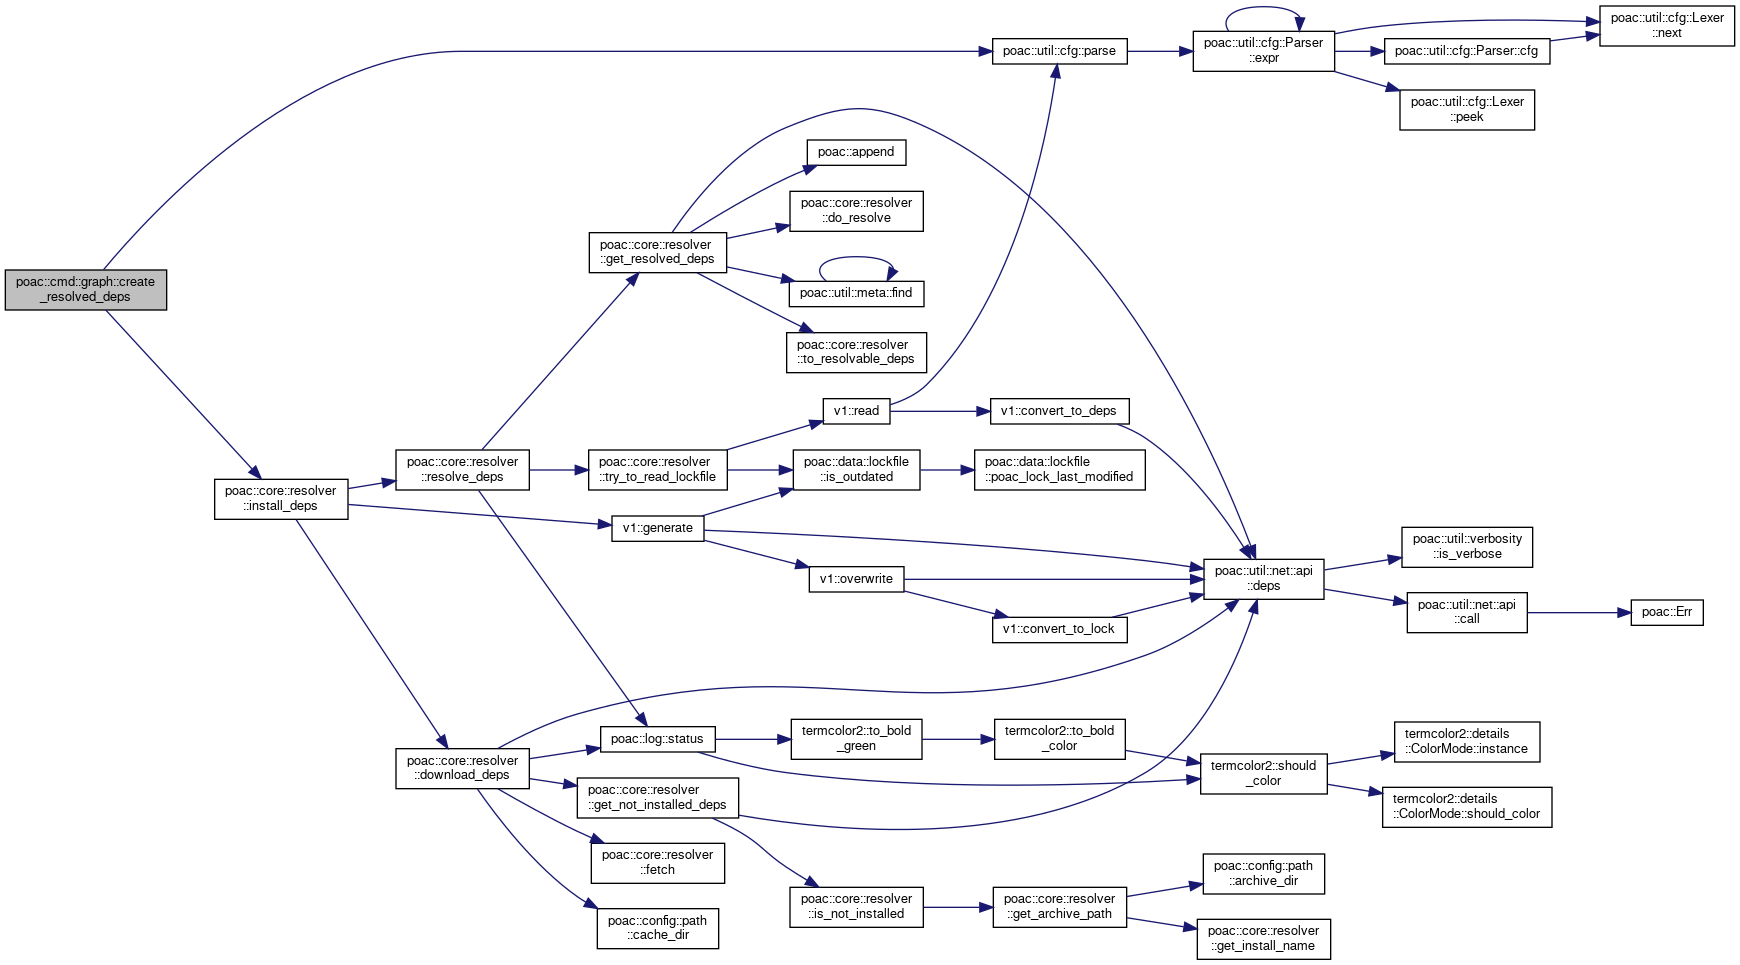 poac::cmd::graph::create
_resolved_deps
poac::util::cfg::parse
poac::util::cfg::Parser
::expr
poac::util::cfg::Lexer
::next
poac::util::cfg::Parser::cfg
poac::util::cfg::Lexer
::peek
poac::core::resolver
::install_deps
poac::core::resolver
::resolve_deps
poac::core::resolver
::get_resolved_deps
poac::append
poac::core::resolver
::do_resolve
poac::util::meta::find
poac::core::resolver
::to_resolvable_deps
poac::core::resolver
::try_to_read_lockfile
v1::read
v1::convert_to_deps
poac::data::lockfile
::is_outdated
poac::data::lockfile
::poac_lock_last_modified
v1::generate
v1::overwrite
v1::convert_to_lock
poac::util::net::api
::deps
poac::util::verbosity
::is_verbose
poac::util::net::api
::call
poac::Err
poac::core::resolver
::download_deps
poac::log::status
termcolor2::to_bold
_green
termcolor2::to_bold
_color
termcolor2::should
_color
termcolor2::details
::ColorMode::instance
termcolor2::details
::ColorMode::should_color
poac::core::resolver
::get_not_installed_deps
poac::core::resolver
::fetch
poac::config::path
::cache_dir
poac::core::resolver
::is_not_installed
poac::core::resolver
::get_archive_path
poac::config::path
::archive_dir
poac::core::resolver
::get_install_name